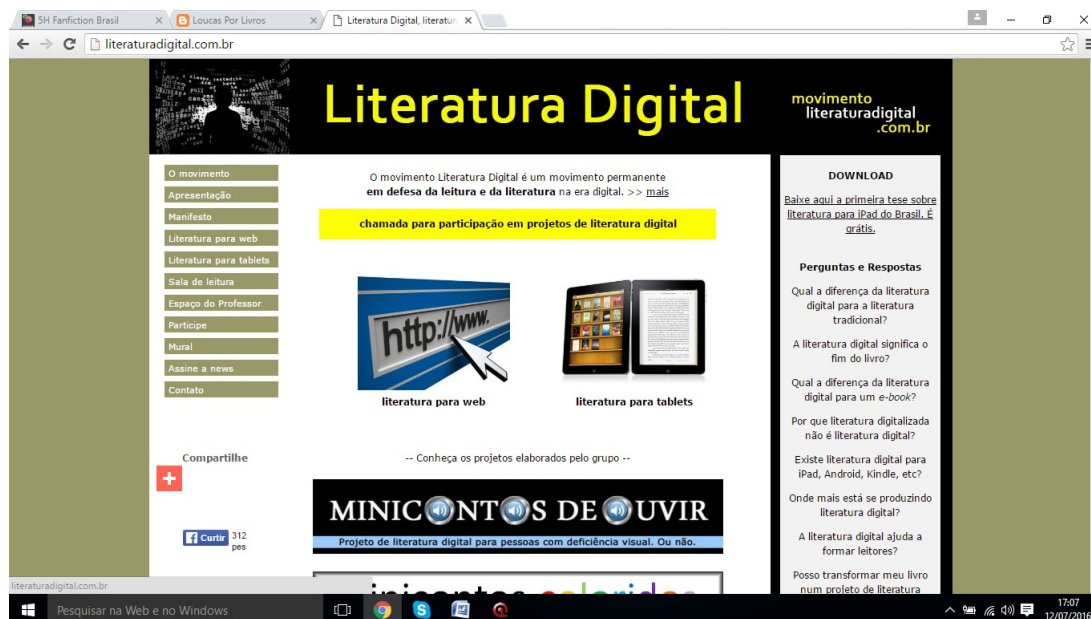 5H Fanfiction Brasil
Loucas Por Livros
Literatura Digital, literatur
literaturadigital.com.br
Literatura Digital
movimento
literaturadigital
.com.br
O movimento
Apresentação
Manifesto
Literatura para web
Literatura para tablets
Sala de leitura
Espaço do Professor
Participe
Mural
Assine a news
Contato
Compartilhe
Curtir
312
pes
O movimento Literatura Digital é um movimento permanente
em defesa da leitura e da literatura na era digital. >> mais
chamada para participação em projetos de literatura digital
http://www.
literatura para web
literatura para tablets
-- Conheça os projetos elaborados pelo grupo --
MINICONTOS DE OUVIR
Projeto de literatura digital para pessoas com deficiência visual. Ou não.
minicontos coloridos
DOWNLOAD
Baixe aqui a primeira tese sobre
literatura para iPad do Brasil. É
grátis.
Perguntas e Respostas
Qual a diferença da literatura
digital para a literatura
tradicional?
A literatura digital significa o
fim do livro?
Qual a diferença da literatura
digital para um e-book?
Por que literatura digitalizada
não é literatura digital?
Existe literatura digital para
iPad, Android, Kindle, etc?
Onde mais está se produzindo
literatura digital?
A literatura digital ajuda a
formar leitores?
Posso transformar meu livro
num projeto de literatura
literaturadigital.com.br
Pesquisar na Web e no Windows
17:07
12/07/2016